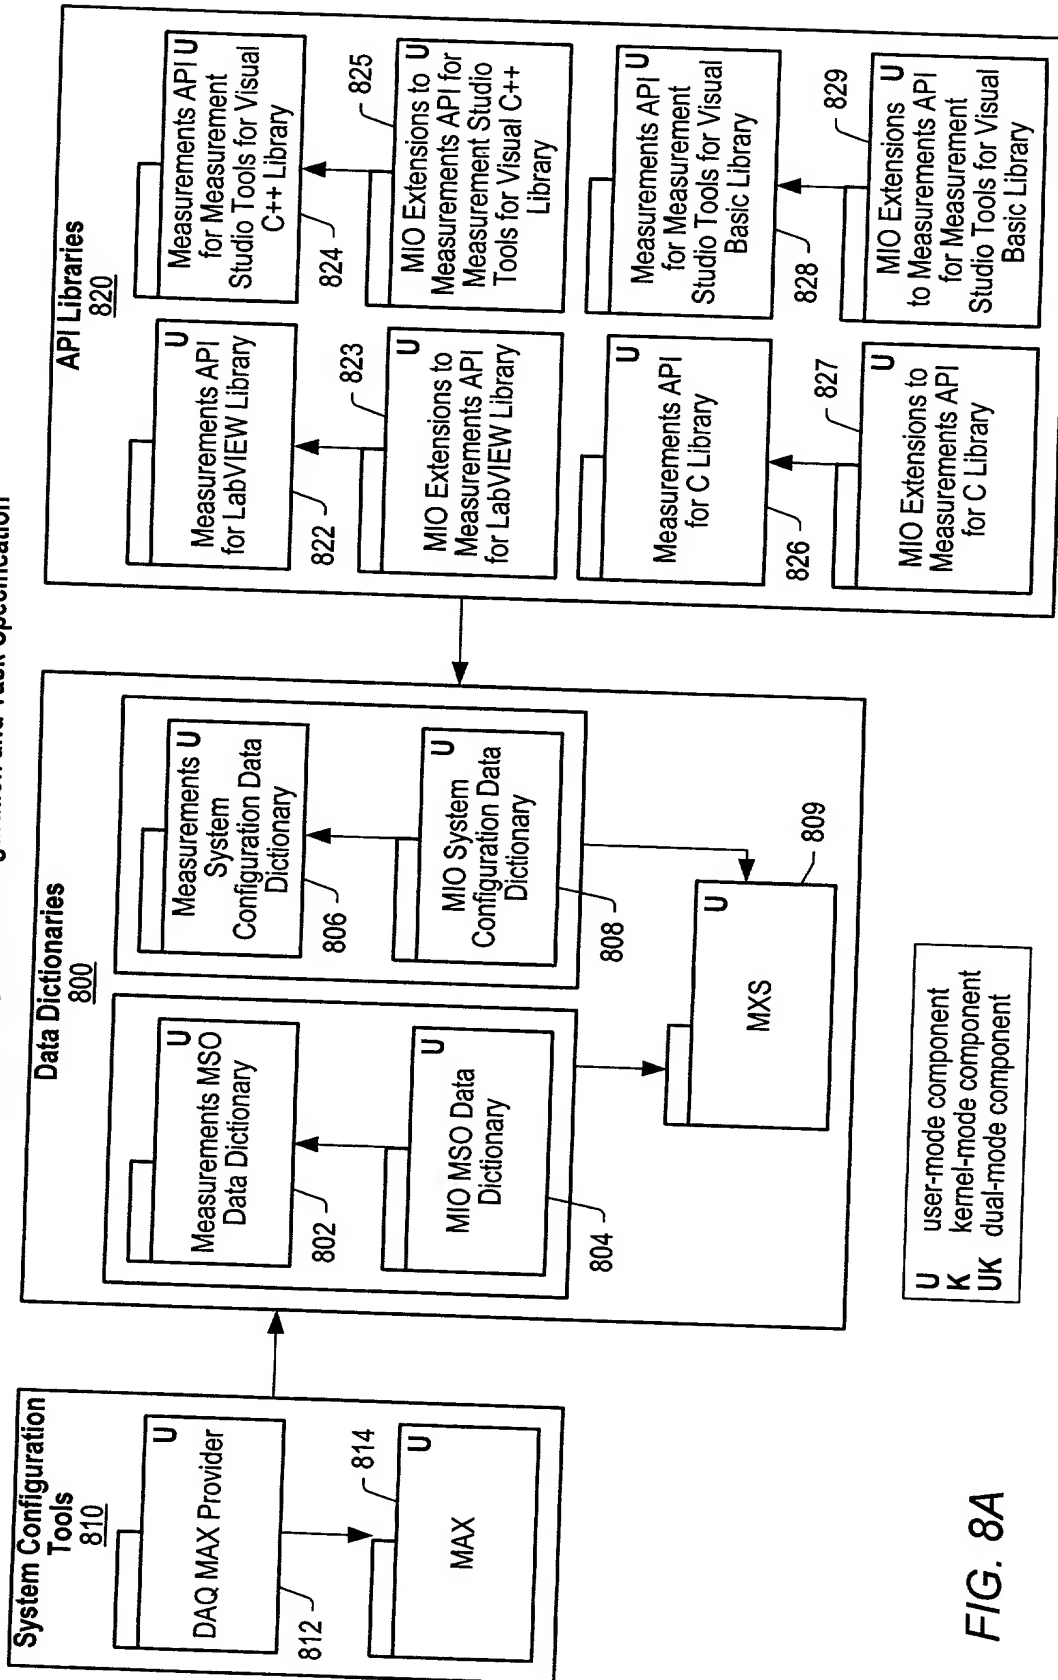 and Task Specification
System Configuration
Tools
810
U
DAQ MAX Provider
812
814
U
MAX
Data Dictionaries
800
U
Measurements MSO
Data Dictionary
802
U
MIO MSO Data
Dictionary
804
Measurements U
System
Configuration Data
Dictionary
806
U
MIO System
Configuration Data
Dictionary
808
U
MXS
809
API Libraries
820
U
Measurements API
for LabVIEW Library
822
823
U
MIO Extensions to
Measurements API
for LabVIEW Library
Measurements API U
for Measurement
Studio Tools for Visual
C++ Library
824
825
MIO Extensions to U
Measurements API for
Measurement Studio
Tools for Visual C++
Library
U
Measurements API
for C Library
826
827
U
MIO Extensions to
Measurements API
for C Library
U
Measurements API
for Measurement
Studio Tools for Visual
Basic Library
828
829
MIO Extensions U
to Measurements API
for Measurement
Studio Tools for Visual
Basic Library
U user-mode component
K kernel-mode component
UK dual-mode component
FIG. 8A